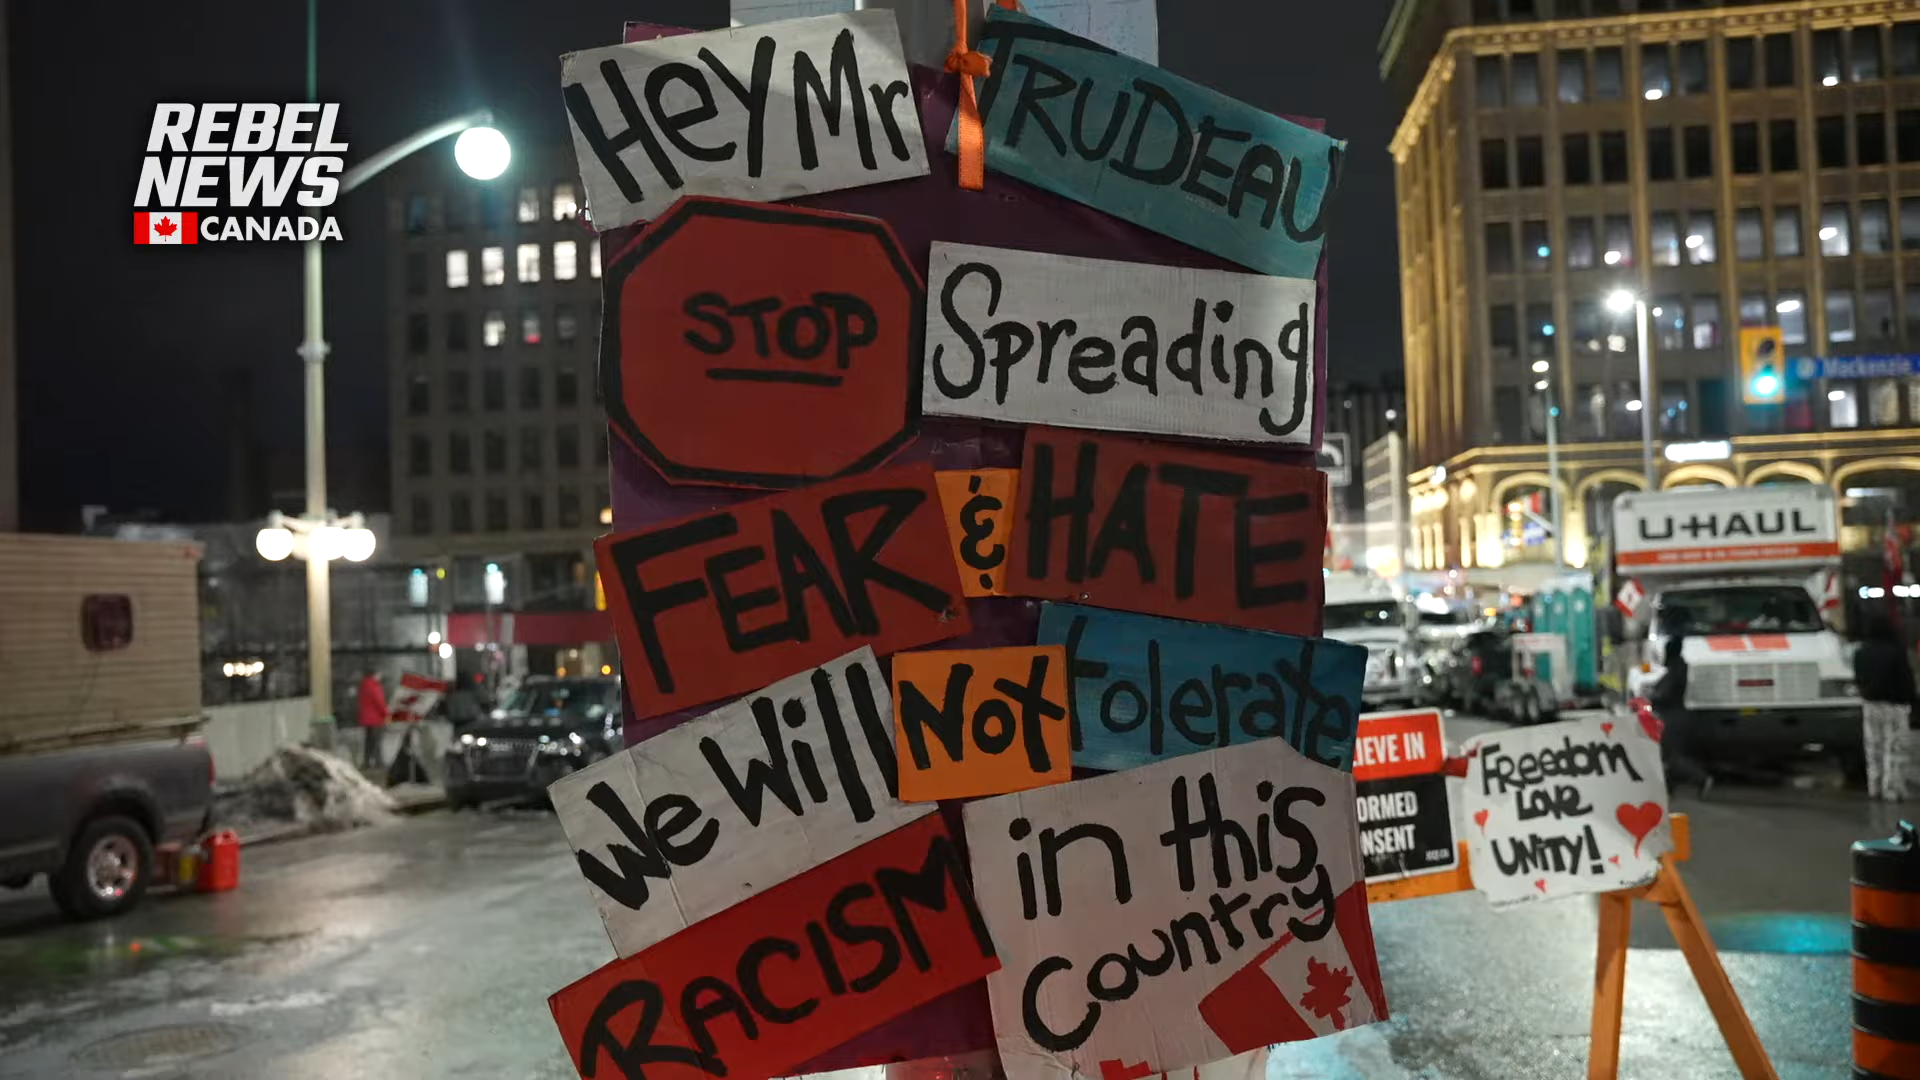 REBEL
NEWS
CANADA
Hey Mr
TRUDEAU
STOP
Spreading
FEAR
&
HATE
We Will
Not
tolerate
RACISM
in this
Country
U-HAUL
Mackenzie
IEVE IN
ORMED
NSENT
Freedom
Love
UNITY!